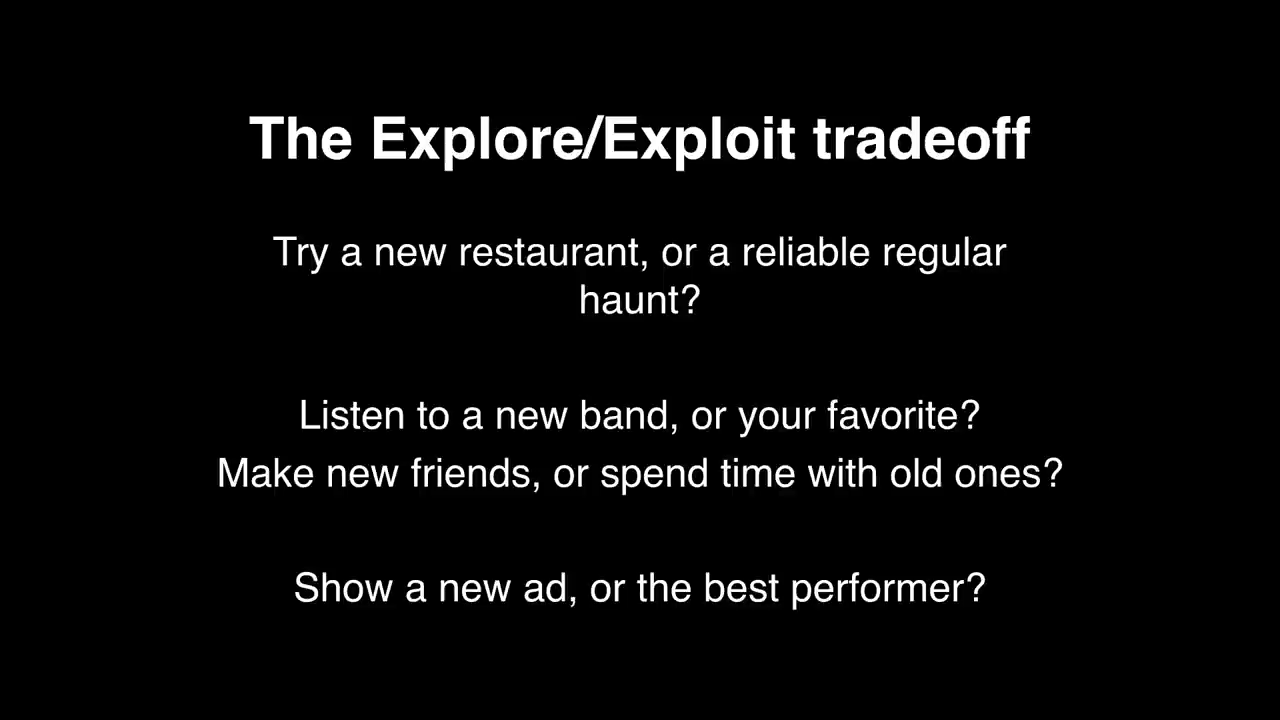 The Explore/Exploit tradeoff
Try a new restaurant, or a reliable regular
haunt?
Listen to a new band, or your favorite?
Make new friends, or spend time with old ones?
Show a new ad, or the best performer?